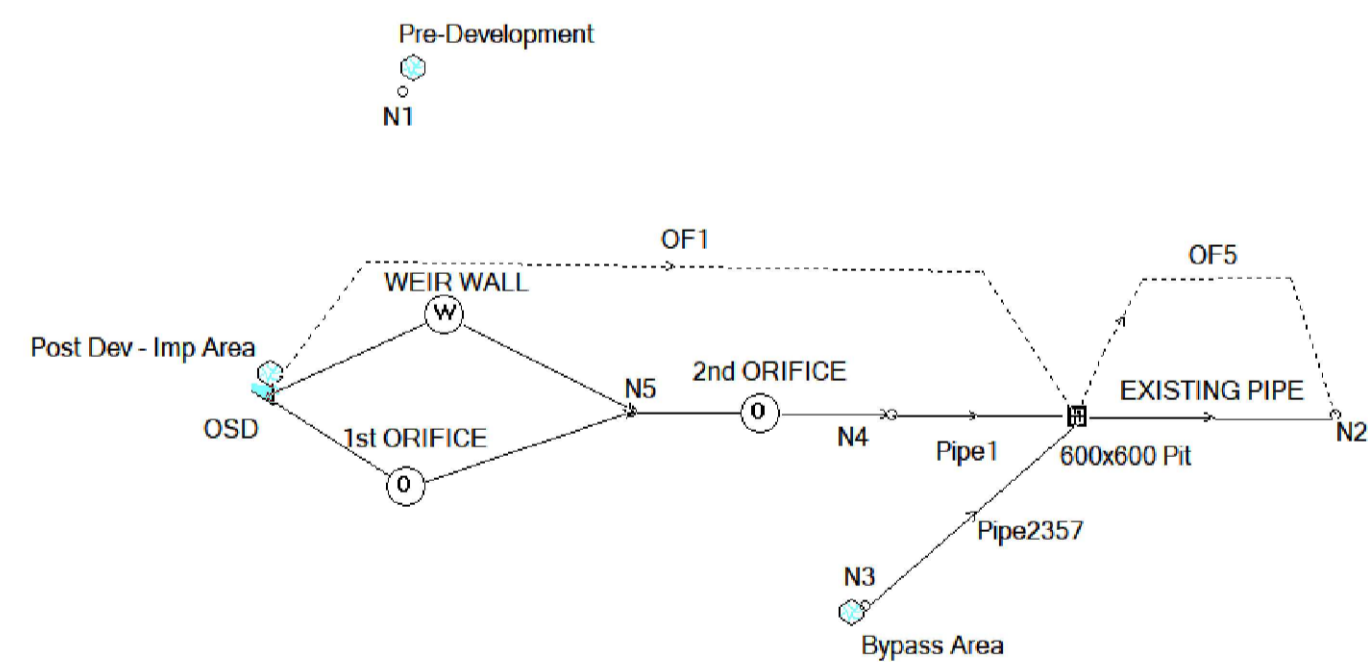 Pre-Development
N1
OF1
OF5
WEIR WALL
W
Post Dev - Imp Area
OSD
N5
2nd ORIFICE
O
EXISTING PIPE
1st ORIFICE
O
N4
Pipe1
600x600 Pit
N2
Pipe2357
N3
Bypass Area